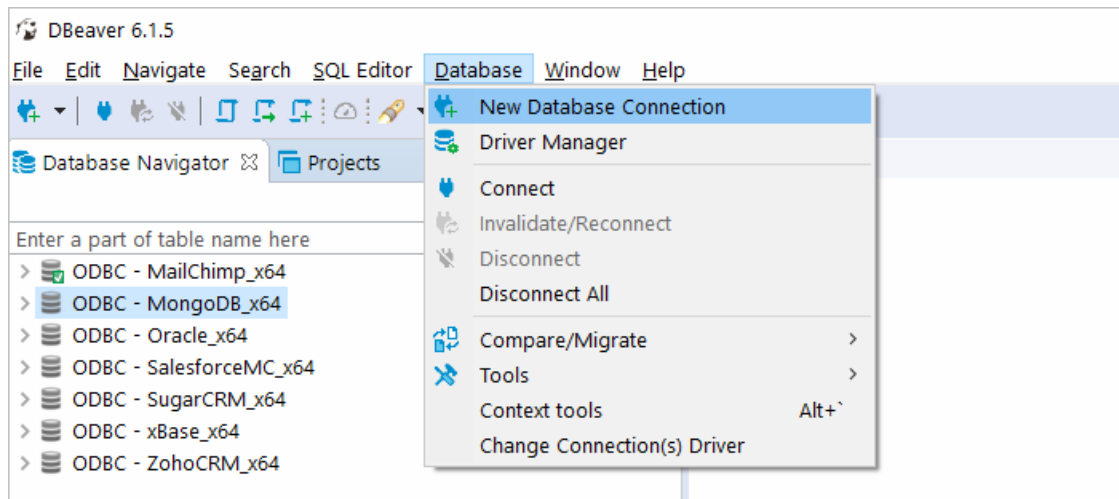 DBeaver 6.1.5
File Edit Navigate Search SQL Editor Database Window Help
New Database Connection
Driver Manager
Connect
Invalidate/Reconnect
Disconnect
Disconnect All
Compare/Migrate
Tools
Context tools Alt+`
Change Connection(s) Driver
Database Navigator Projects
Enter a part of table name here
ODBC - MailChimp_x64
ODBC - MongoDB_x64
ODBC - Oracle_x64
ODBC - SalesforceMC_x64
ODBC - SugarCRM_x64
ODBC - xBase_x64
ODBC - ZohoCRM_x64